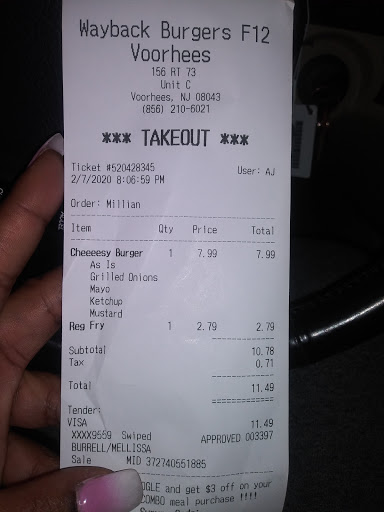 Wayback Burgers F12
Voorhees
156 RT 73
Unit C
Voorhees, NJ 08043
(856) 210-6021
*** TAKEOUT ***
Ticket #520428345 User: AJ
2/7/2020 8:06:59 PM
Order: Millian
Item Qty Price Total
Cheeeesy Burger 1 7.99 7.99
As Is
Grilled Onions
Mayo
Ketchup
Mustard
Reg Fry 1 2.79 2.79
Subtotal 10.78
Tax 0.71
Total 11.49
Tender:
VISA 11.49
XXXX9559 Swiped APPROVED 003397
BURRELL/MELLISSA
Sale MID 372740551885
OGLE and get $3 off on your
COMBO meal purchase !!!!